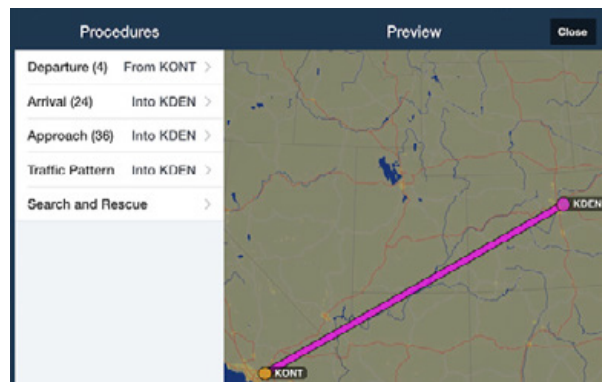 Procedures
Preview
Close
Departure (4) From KONT >
Arrival (24) Into KDEN >
Approach (36) Into KDEN >
Traffic Pattern Into KDEN >
Search and Rescue >
KDEN
KONT